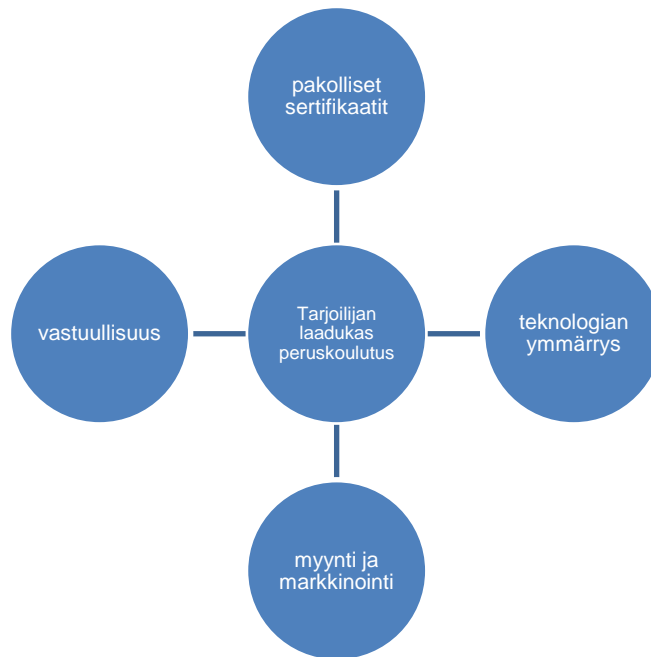 pakolliset
sertifikaatit
vastuullisuus
Tarjoilijan
laadukas
peruskoulutus
teknologian
ymmärrys
myynti ja
markkinointi